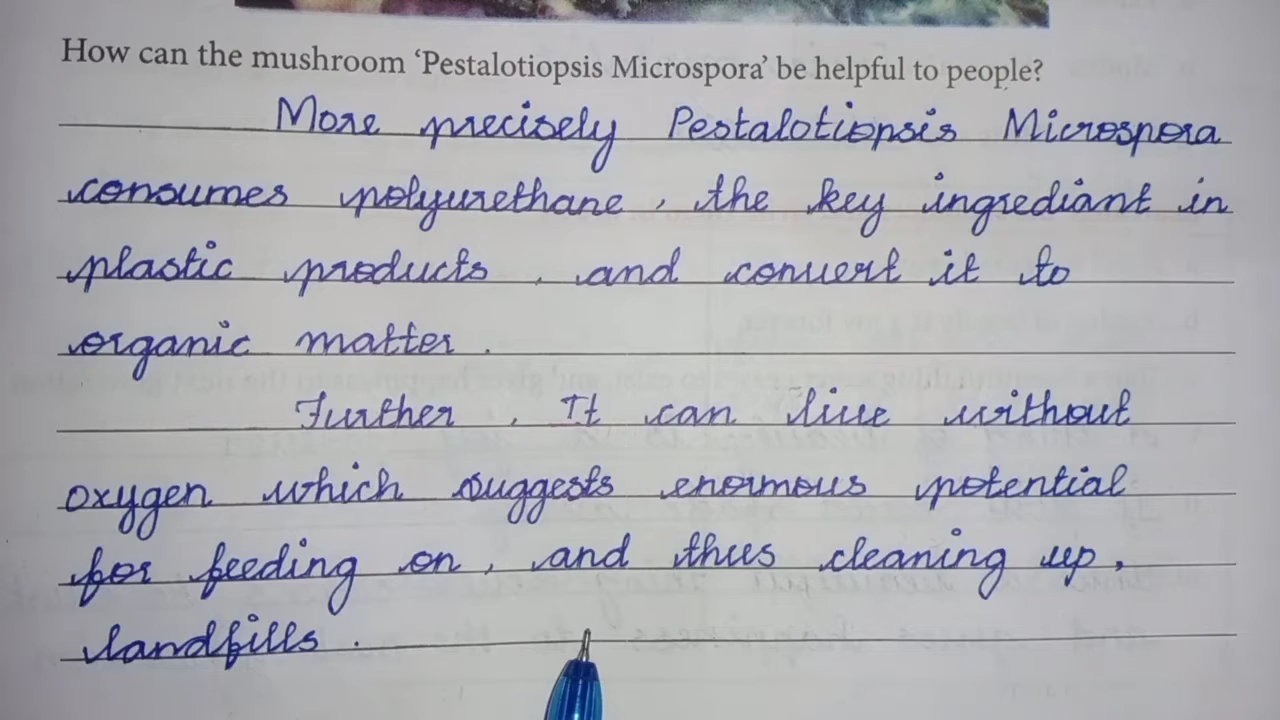 How can the mushroom ‘Pestalotiopsis Microspora’ be helpful to people?
More precisely Pestalotiopsis Microspora
consumes polyurethane, the key ingrediant in
plastic products, and convert it to
organic matter.
Further, It can live without
oxygen which suggests enormous potential
for feeding on, and thus cleaning up,
landfills.